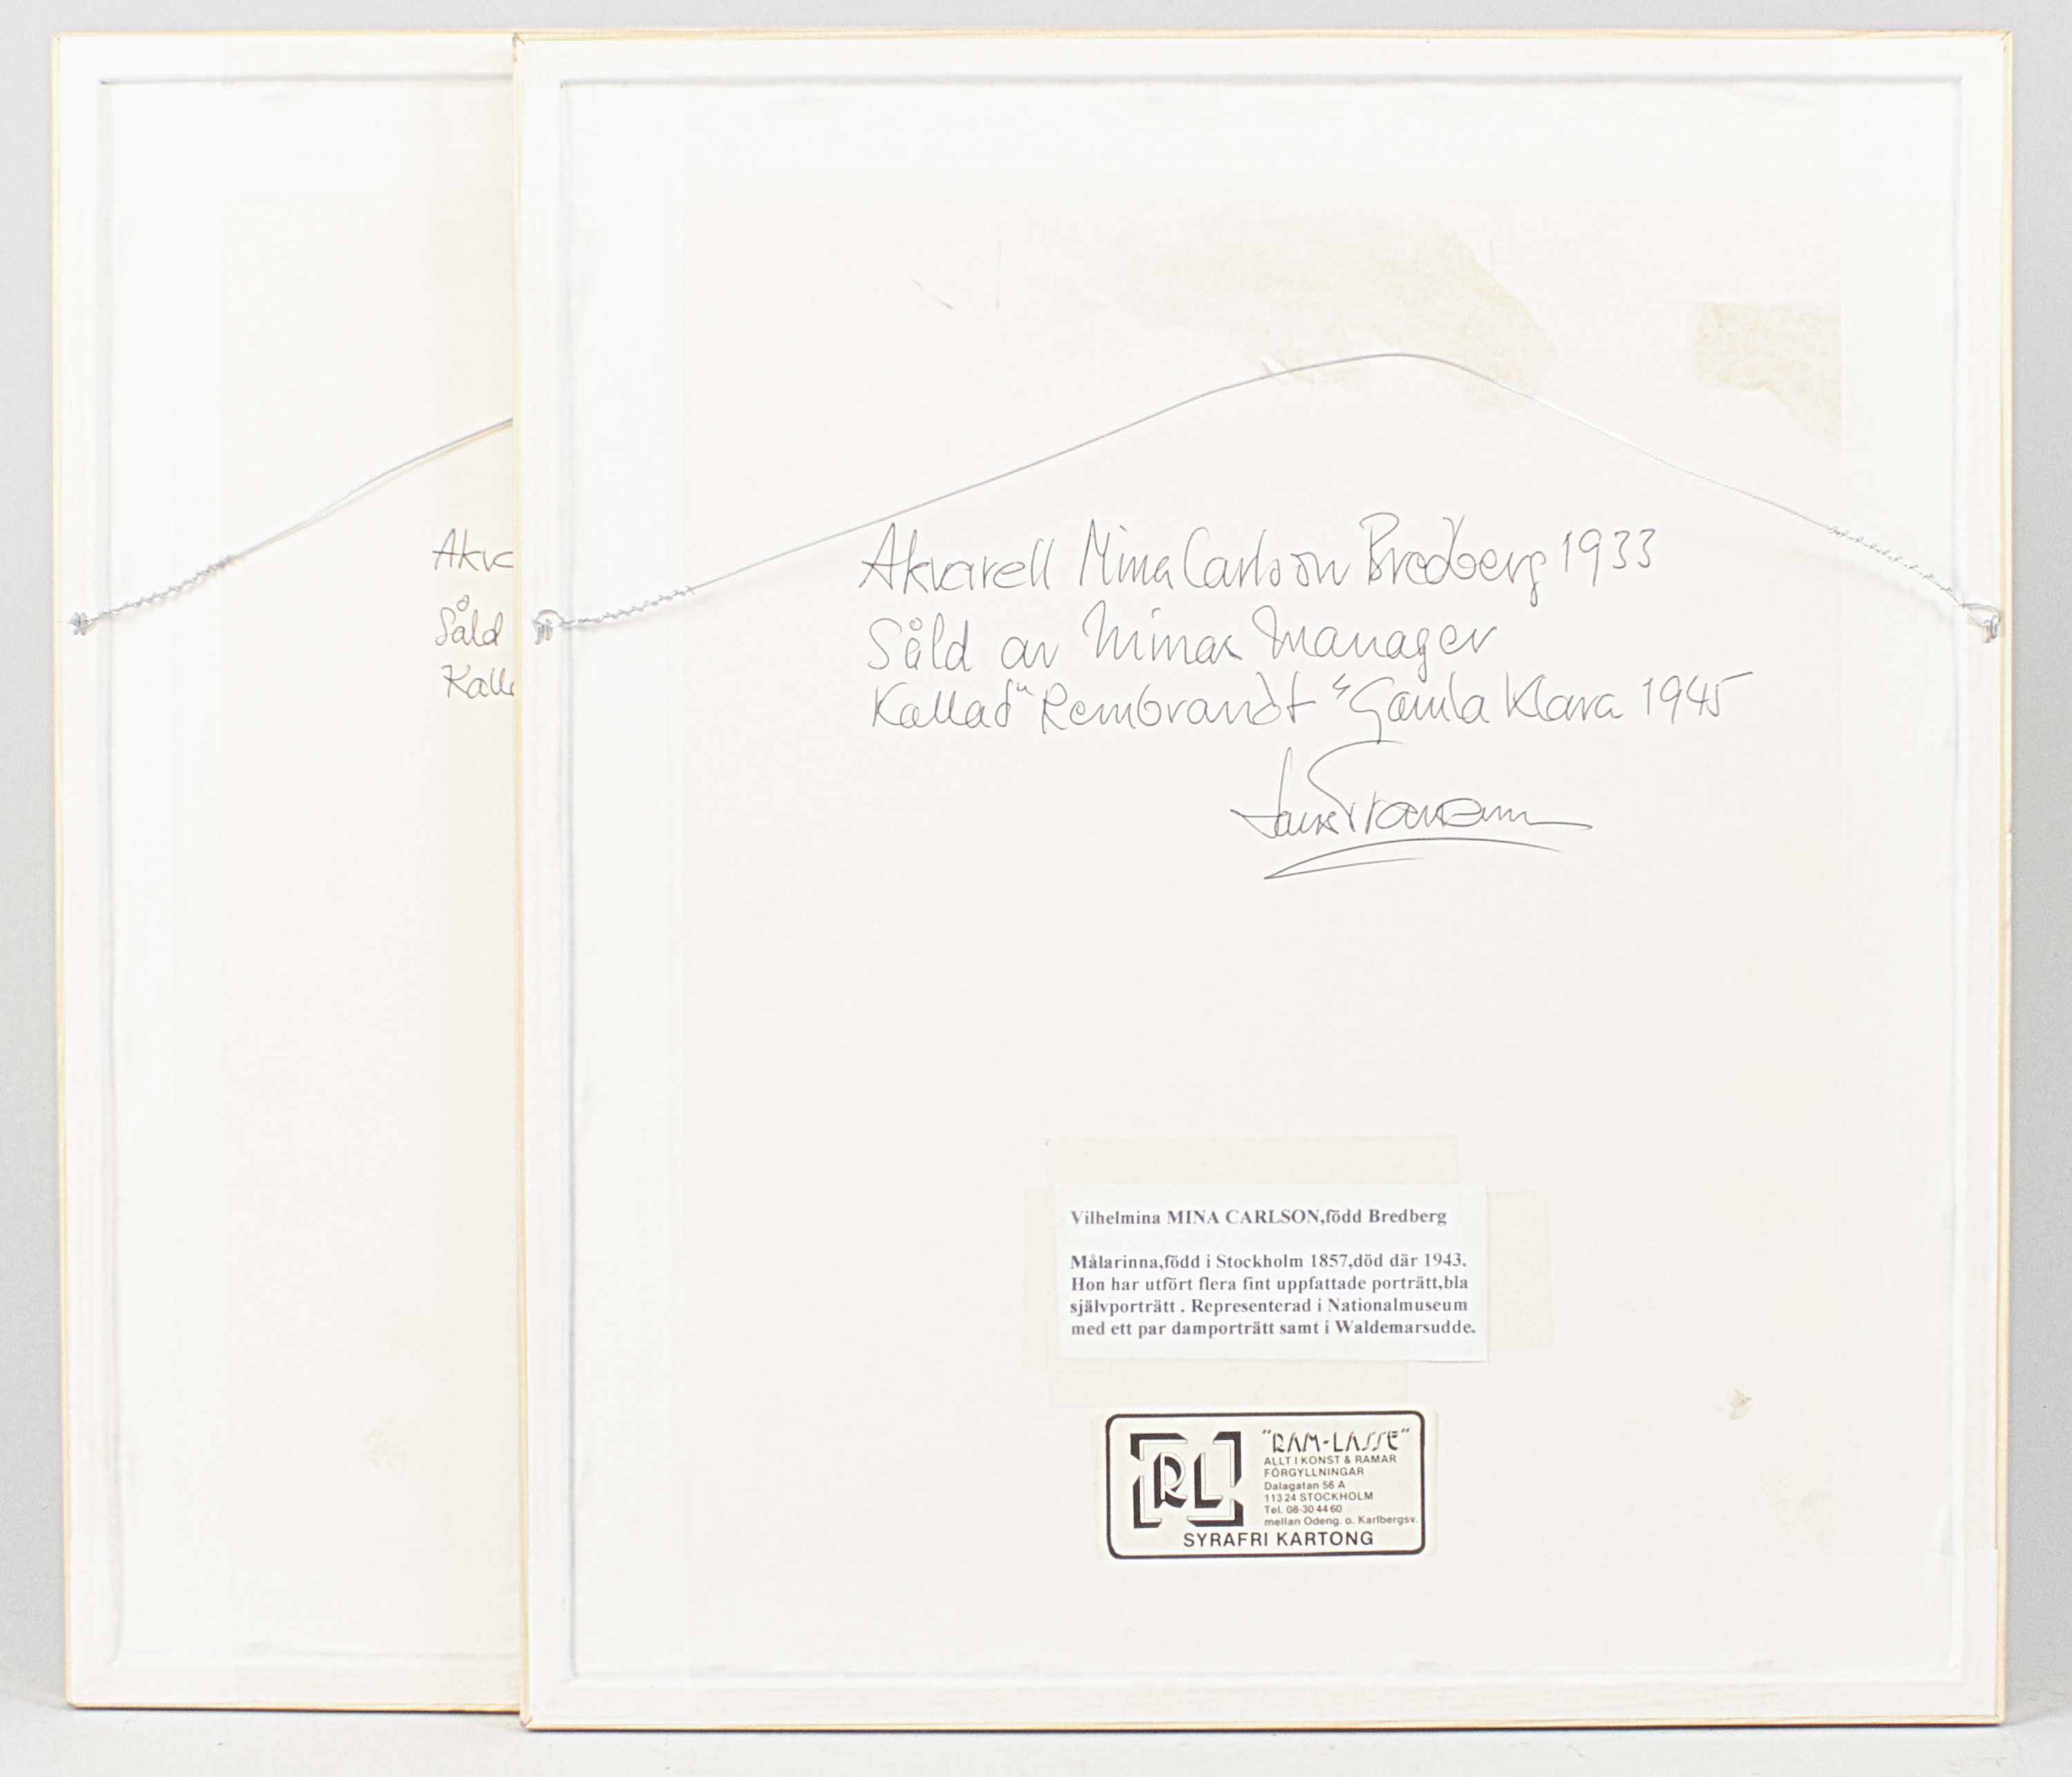 Akva
Såld
Kalla
Akvarell Mina Carlson Bredberg 1933
Såld av Minas Manager
Kallad "Rembrandt" Gamla Klara 1945
Vilhelmina MINA CARLSON,född Bredberg
Målarinna,född i Stockholm 1857,död där 1943.
Hon har utfört flera fint uppfattade porträtt,bla
självporträtt . Representerad i Nationalmuseum
med ett par damporträtt samt i Waldemarsudde.
RL
"RAM-LASSE"
ALLT I KONST & RAMAR
FÖRGYLLNINGAR
Dalagatan 56 A
113 24 STOCKHOLM
Tel. 08-30 44 60
mellan Odeng. o. Karlbergsv.
SYRAFRI KARTONG